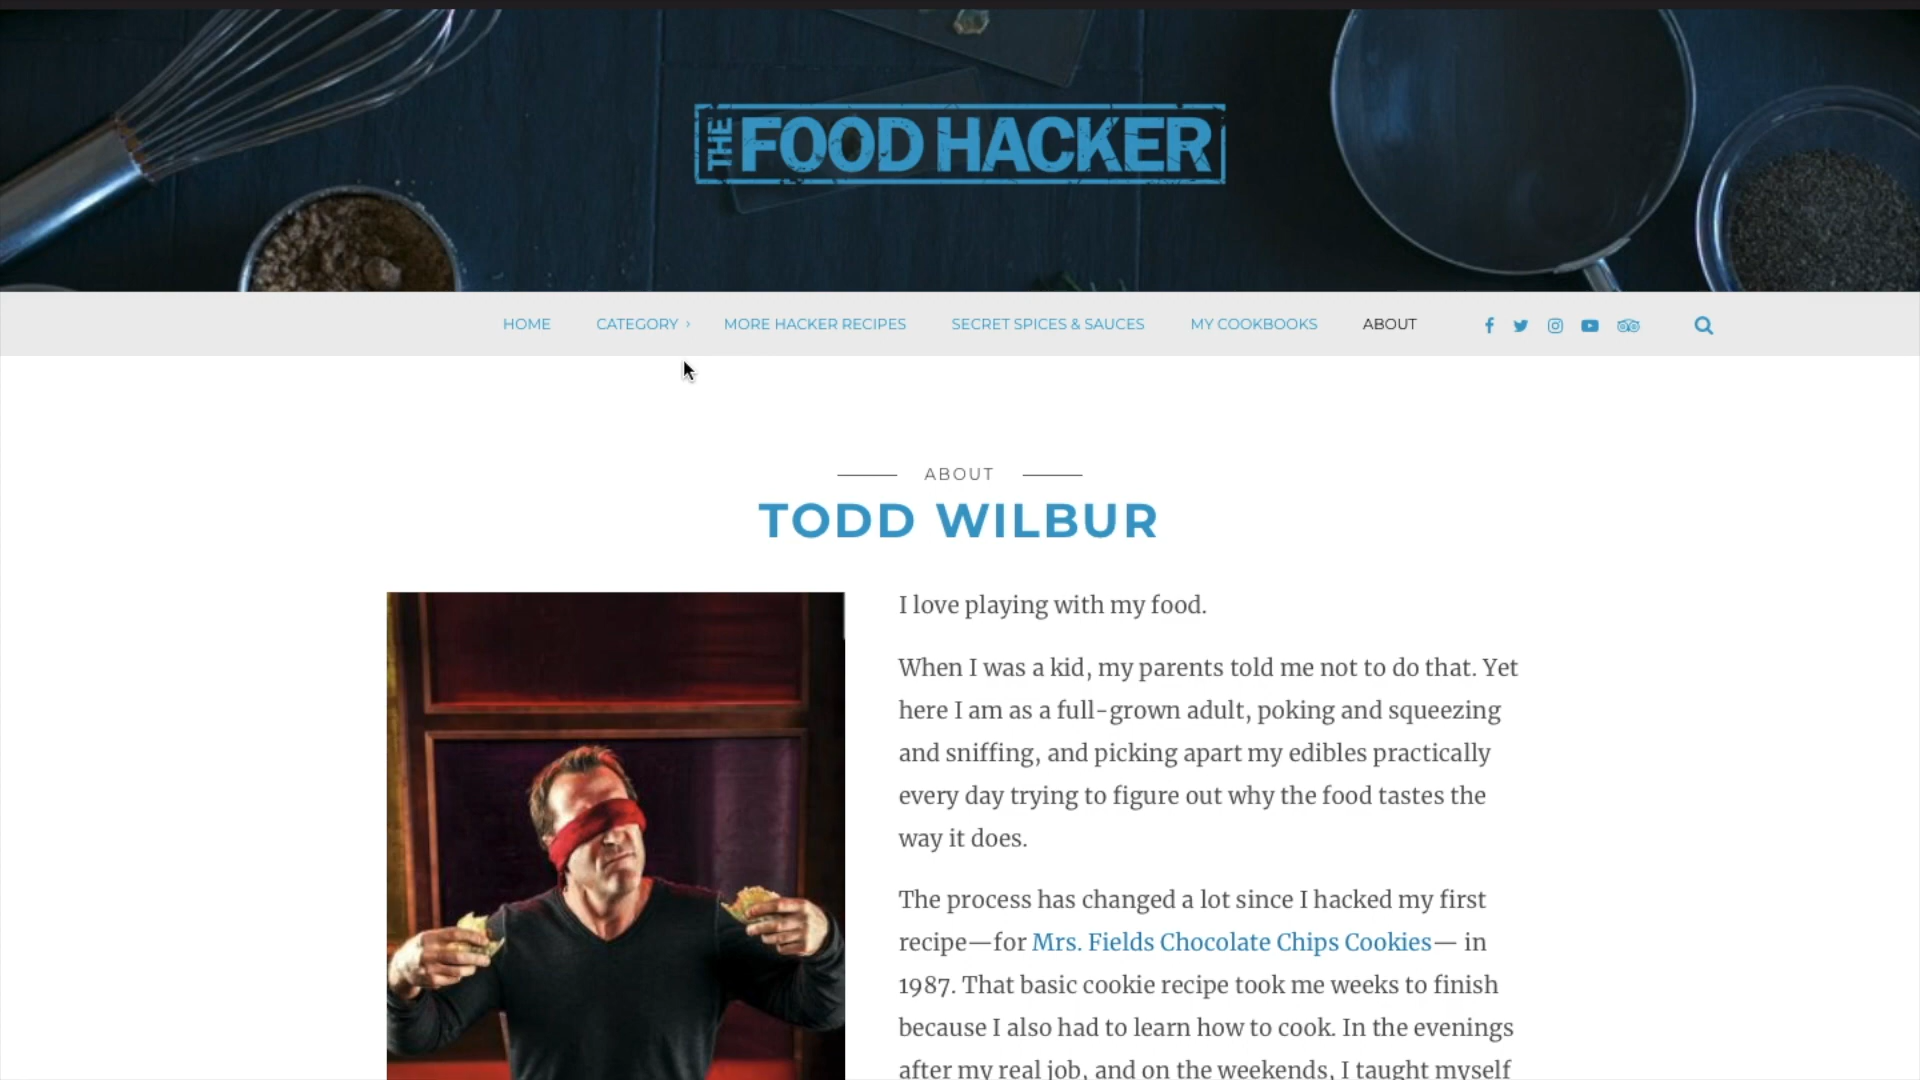 THE FOOD HACKER
HOME CATEGORY › MORE HACKER RECIPES SECRET SPICES & SAUCES MY COOKBOOKS ABOUT
ABOUT
TODD WILBUR
I love playing with my food.
When I was a kid, my parents told me not to do that. Yet
here I am as a full-grown adult, poking and squeezing
and sniffing, and picking apart my edibles practically
every day trying to figure out why the food tastes the
way it does.
The process has changed a lot since I hacked my first
recipe—for Mrs. Fields Chocolate Chips Cookies— in
1987. That basic cookie recipe took me weeks to finish
because I also had to learn how to cook. In the evenings
after my real job, and on the weekends, I taught myself